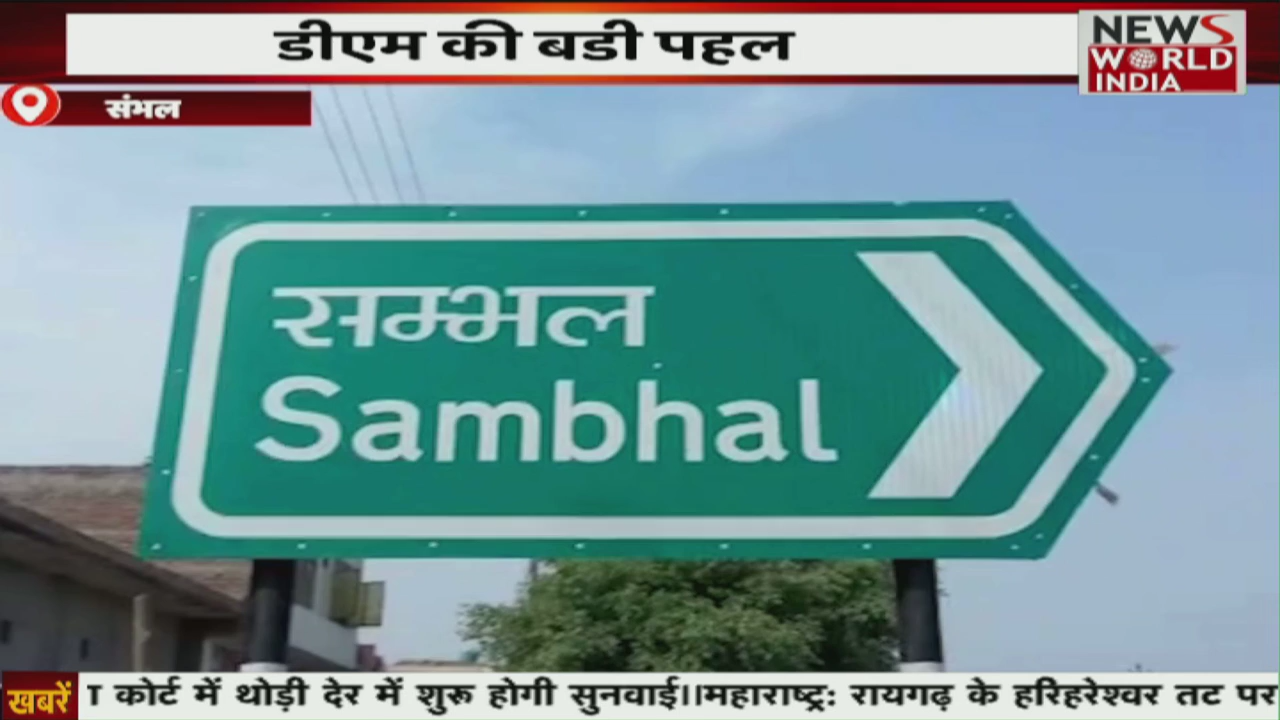 डीएम की बडी पहल
NEWS
WORLD
INDIA
संभल
सम्भल
Sambhal
खबरें
कोर्ट में थोड़ी देर में शुरू होगी सुनवाई।।महाराष्ट्र: रायगढ़ के हरिहरेश्वर तट पर